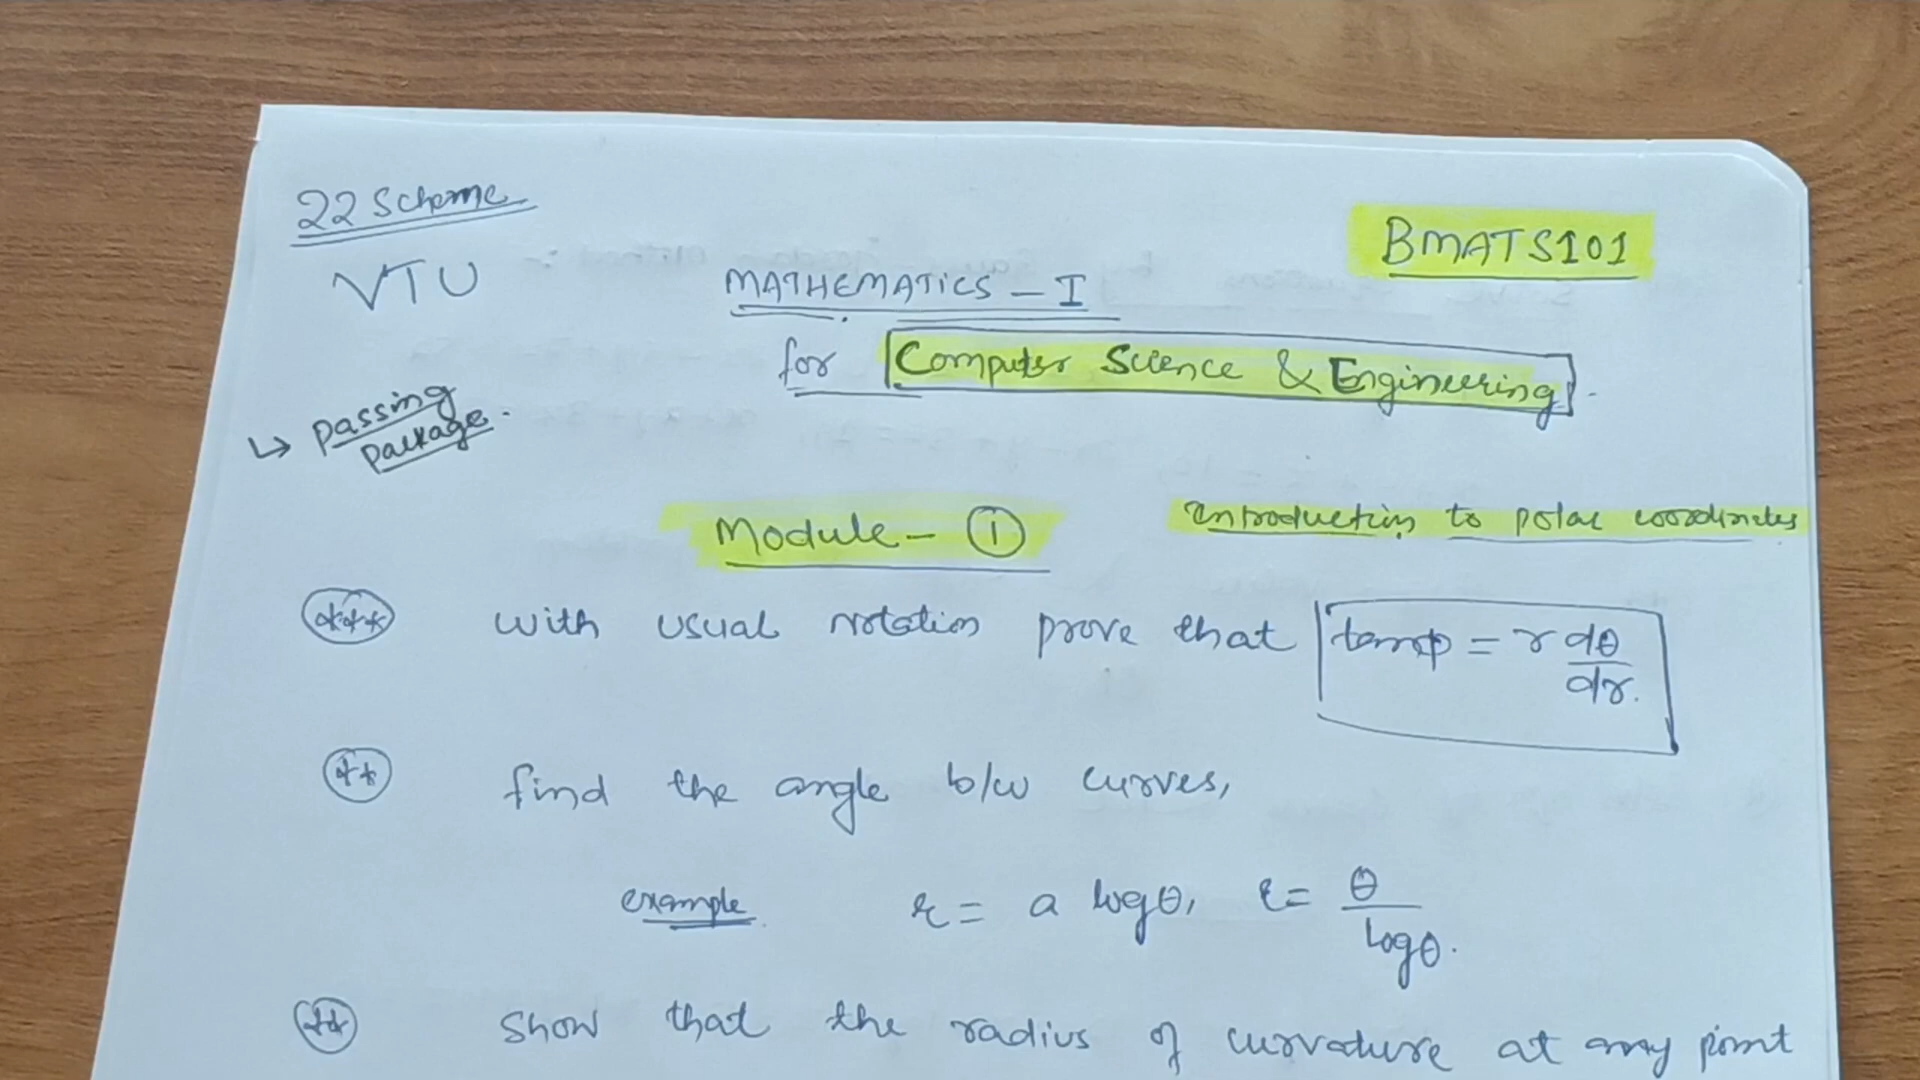 22 Scheme
BMATS101
VTU
MATHEMATICS - I
for Computer Science & Engineering.
↳ passing package.
Module - ①
Introduction to polar coordinates
*** with usual notation prove that tanφ = r dθ/dr.
** find the angle b/w curves,
example r = a logθ, r = θ/logθ.
** Show that the radius of curvature at any point